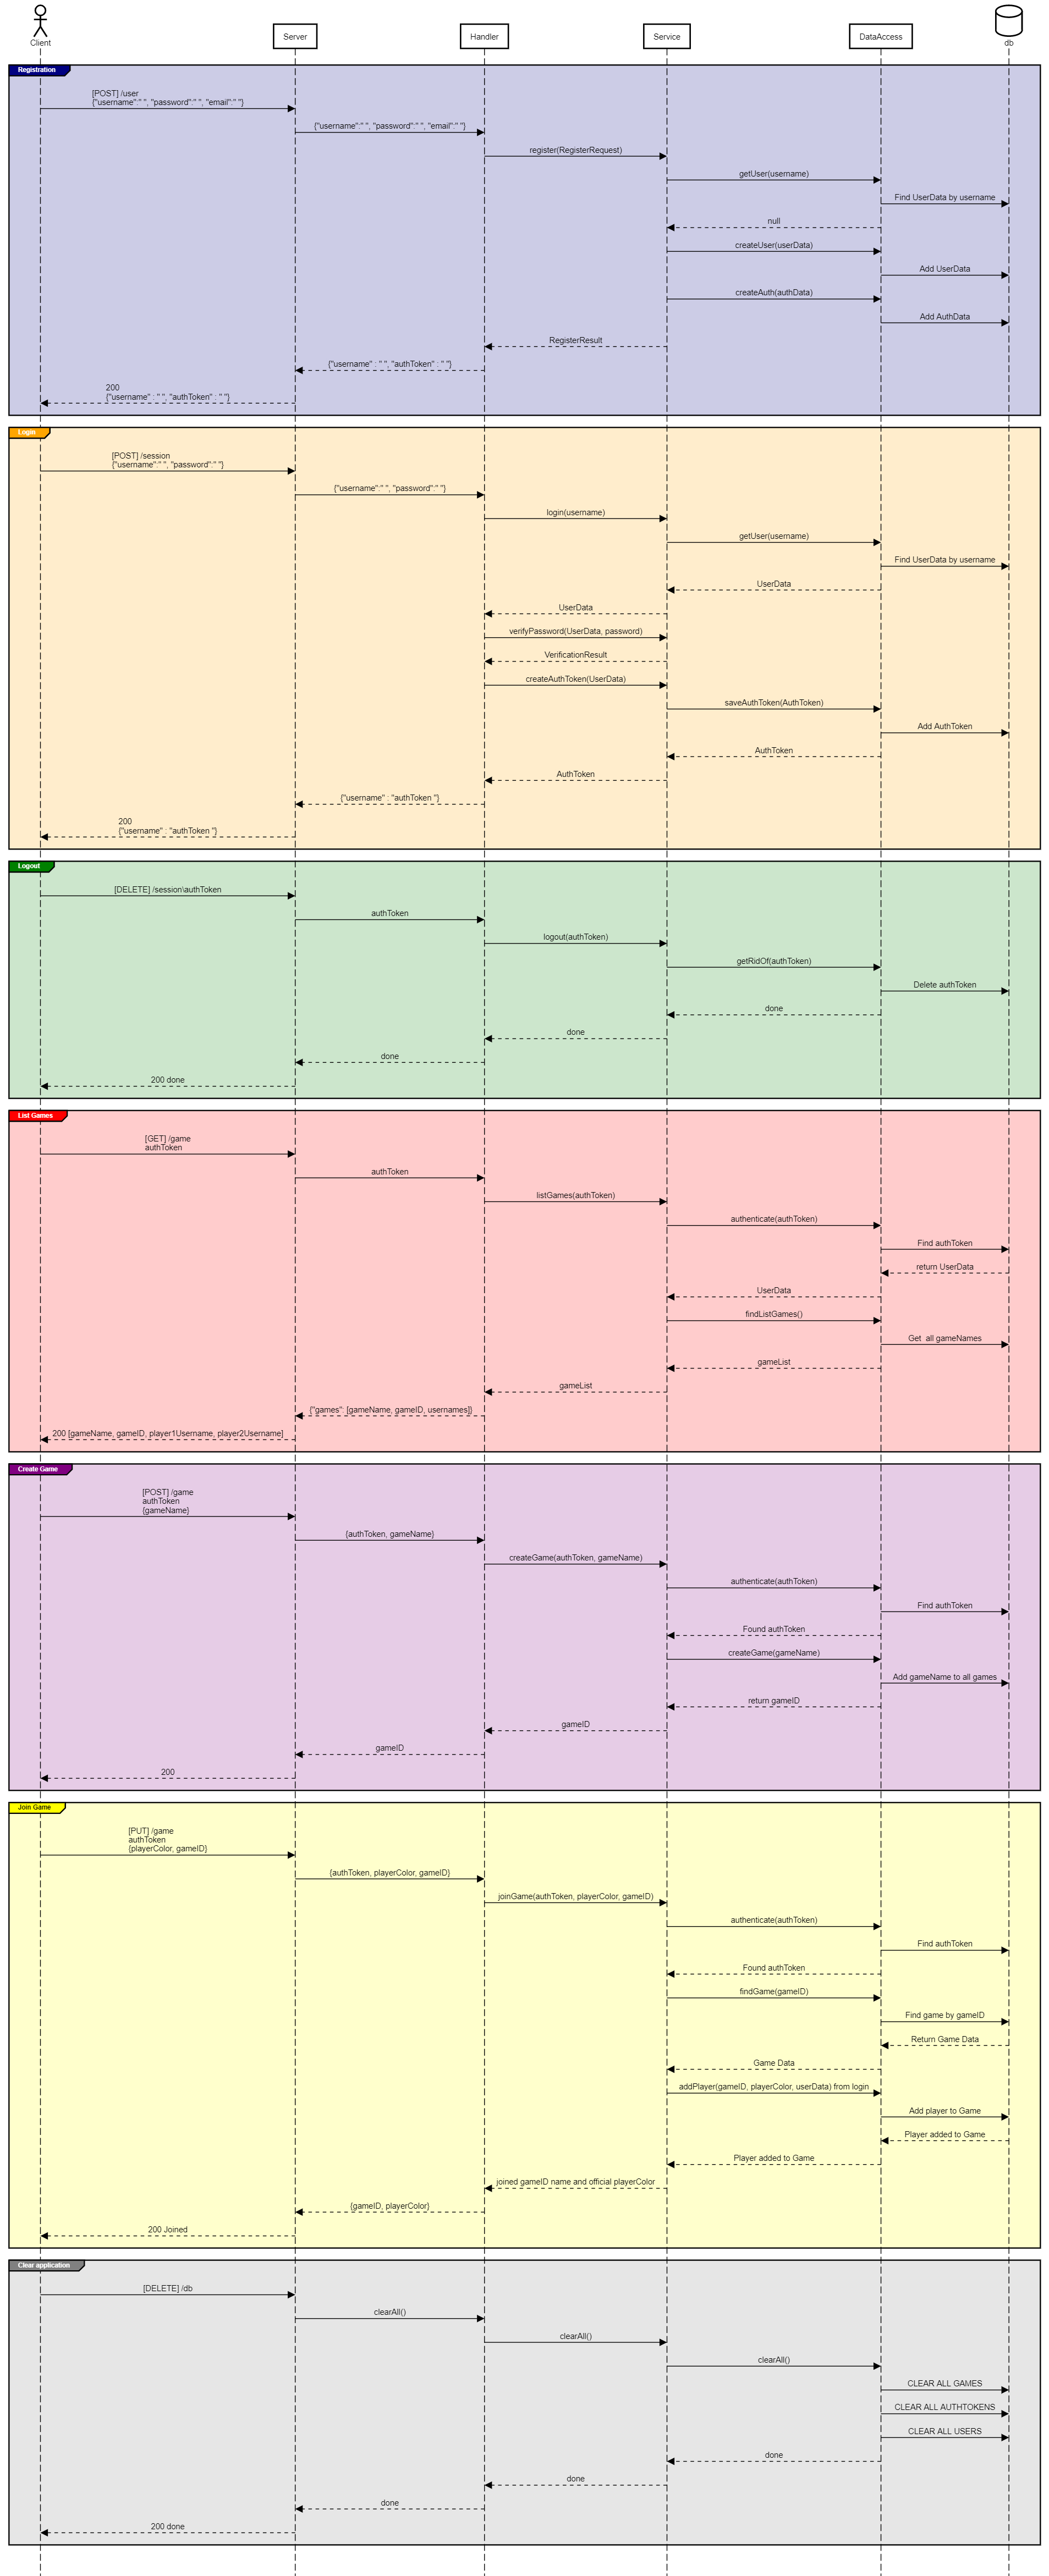 Client
Server
Handler
Service
DataAccess
db
Registration
[POST] /user
{"username":" ", "password":" ", "email":" "}
{"username":" ", "password":" ", "email":" "}
register(RegisterRequest)
getUser(username)
Find UserData by username
null
createUser(userData)
Add UserData
createAuth(authData)
Add AuthData
RegisterResult
{"username" : " ", "authToken" : " "}
200
{"username" : " ", "authToken" : " "}
Login
[POST] /session
{"username":" ", "password":" "}
{"username":" ", "password":" "}
login(username)
getUser(username)
Find UserData by username
UserData
UserData
verifyPassword(UserData, password)
VerificationResult
createAuthToken(UserData)
saveAuthToken(AuthToken)
Add AuthToken
AuthToken
AuthToken
{"username" : "authToken "}
200
{"username" : "authToken "}
Logout
[DELETE] /session\authToken
authToken
logout(authToken)
getRidOf(authToken)
Delete authToken
done
done
done
200 done
List Games
[GET] /game
authToken
authToken
listGames(authToken)
authenticate(authToken)
Find authToken
return UserData
UserData
findListGames()
Get  all gameNames
gameList
gameList
{"games": [gameName, gameID, usernames]}
200 [gameName, gameID, player1Username, player2Username]
Create Game
[POST] /game
authToken
{gameName}
{authToken, gameName}
createGame(authToken, gameName)
authenticate(authToken)
Find authToken
Found authToken
createGame(gameName)
Add gameName to all games
return gameID
gameID
gameID
200
Join Game
[PUT] /game
authToken
{playerColor, gameID}
{authToken, playerColor, gameID}
joinGame(authToken, playerColor, gameID)
authenticate(authToken)
Find authToken
Found authToken
findGame(gameID)
Find game by gameID
Return Game Data
Game Data
addPlayer(gameID, playerColor, userData) from login
Add player to Game
Player added to Game
Player added to Game
joined gameID name and official playerColor
{gameID, playerColor}
200 Joined
Clear application
[DELETE] /db
clearAll()
clearAll()
clearAll()
CLEAR ALL GAMES
CLEAR ALL AUTHTOKENS
CLEAR ALL USERS
done
done
done
200 done